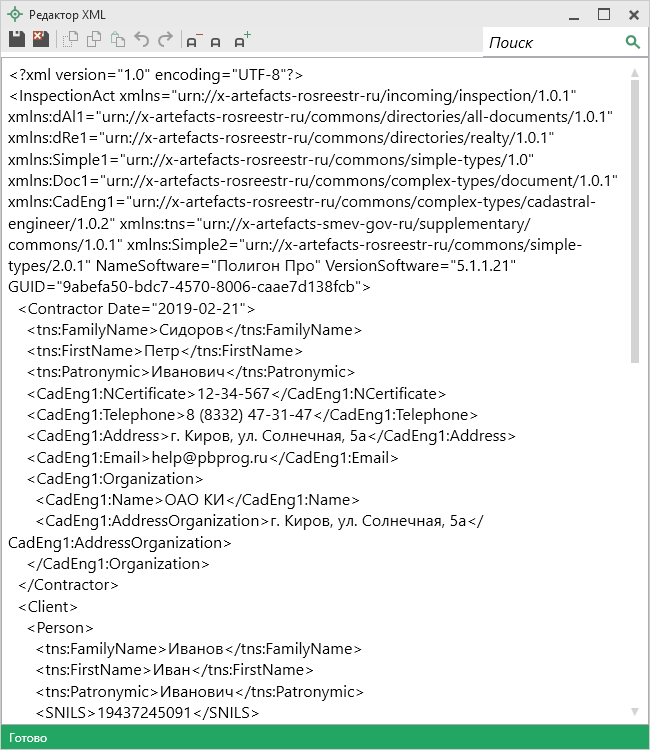 Редактор XML
А А А+
Поиск
<?xml version="1.0" encoding="UTF-8"?>
<InspectionAct xmlns="urn://x-artefacts-rosreestr-ru/incoming/inspection/1.0.1"
xmlns:dAl1="urn://x-artefacts-rosreestr-ru/commons/directories/all-documents/1.0.1"
xmlns:dRe1="urn://x-artefacts-rosreestr-ru/commons/directories/realty/1.0.1"
xmlns:Simple1="urn://x-artefacts-rosreestr-ru/commons/simple-types/1.0"
xmlns:Doc1="urn://x-artefacts-rosreestr-ru/commons/complex-types/document/1.0.1"
xmlns:CadEng1="urn://x-artefacts-rosreestr-ru/commons/complex-types/cadastral-
engineer/1.0.2" xmlns:tns="urn://x-artefacts-smev-gov-ru/supplementary/
commons/1.0.1" xmlns:Simple2="urn://x-artefacts-rosreestr-ru/commons/simple-
types/2.0.1" NameSoftware="Полигон Про" VersionSoftware="5.1.1.21"
GUID="9abefa50-bdc7-4570-8006-caae7d138fcb">
<Contractor Date="2019-02-21">
<tns:FamilyName>Сидоров</tns:FamilyName>
<tns:FirstName>Петр</tns:FirstName>
<tns:Patronymic>Иванович</tns:Patronymic>
<CadEng1:NCertificate>12-34-567</CadEng1:NCertificate>
<CadEng1:Telephone>8 (8332) 47-31-47</CadEng1:Telephone>
<CadEng1:Address>г. Киров, ул. Солнечная, 5а</CadEng1:Address>
<CadEng1:Email>help@pbprog.ru</CadEng1:Email>
<CadEng1:Organization>
<CadEng1:Name>ОАО КИ</CadEng1:Name>
<CadEng1:AddressOrganization>г. Киров, ул. Солнечная, 5а</
CadEng1:AddressOrganization>
</CadEng1:Organization>
</Contractor>
<Client>
<Person>
<tns:FamilyName>Иванов</tns:FamilyName>
<tns:FirstName>Иван</tns:FirstName>
<tns:Patronymic>Иванович</tns:Patronymic>
<SNILS>19437245091</SNILS>
Готово